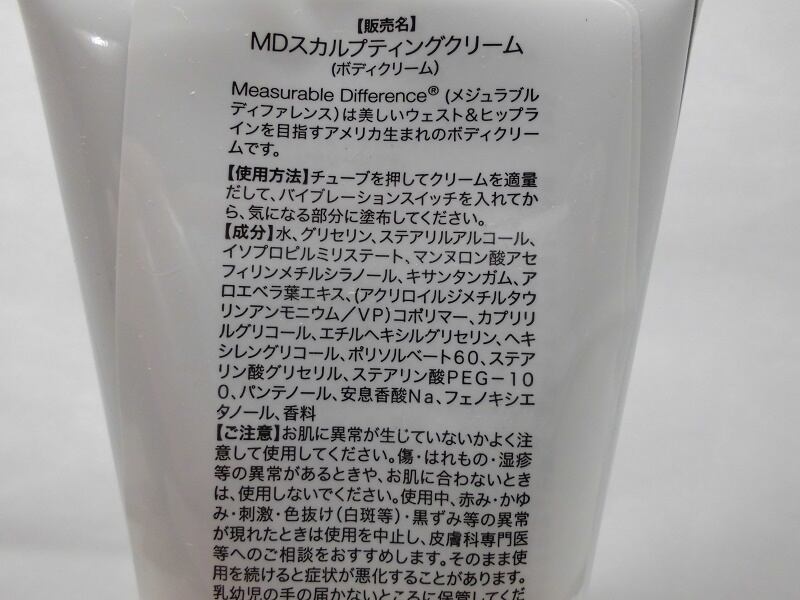 【販売名】
MDスカルプティングクリーム
(ボディクリーム)
Measurable Difference® (メジュラブル
ディファレンス)は美しいウェスト&ヒップラ
インを目指すアメリカ生まれのボディクリー
ムです。
【使用方法】チューブを押してクリームを適量
だして、バイブレーションスイッチを入れてか
ら、気になる部分に塗布してください。
【成分】水、グリセリン、ステアリルアルコール、
イソプロピルミリステート、マンヌロン酸アセ
フィリンメチルシラノール、キサンタンガム、ア
ロエベラ葉エキス、(アクリロイルジメチルタウ
リンアンモニウム/VP)コポリマー、カプリリ
ルグリコール、エチルヘキシルグリセリン、ヘキ
シレングリコール、ポリソルベート60、ステア
リン酸グリセリル、ステアリン酸PEG-10
0、パンテノール、安息香酸Na、フェノキシエ
タノール、香料
【ご注意】お肌に異常が生じていないかよく注
意して使用してください。傷・はれもの・湿疹
等の異常があるときや、お肌に合わないとき
は、使用しないでください。使用中、赤み・かゆ
み・刺激・色抜け(白斑等)・黒ずみ等の異常
が現れたときは使用を中止し、皮膚科専門医
等へのご相談をおすすめします。そのまま使
用を続けると症状が悪化することがあります。
乳幼児の手の届かないところに保管してくだ